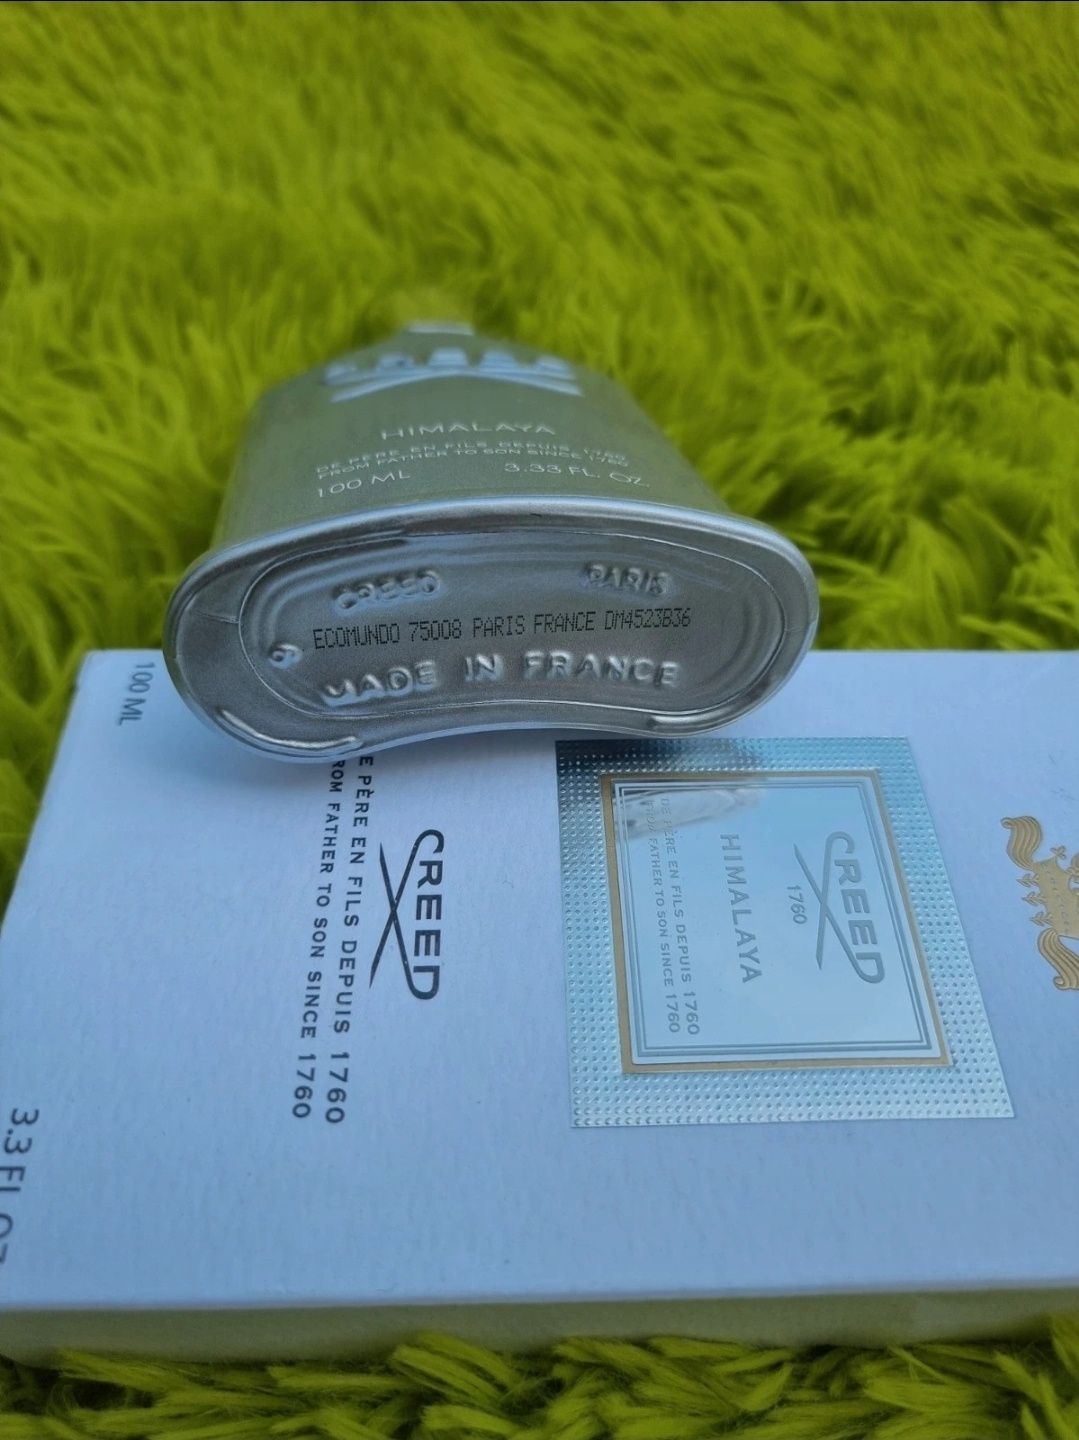 CREED
HIMALAYA
DE PÈRE EN FILS DEPUIS 1760
FROM FATHER TO SON SINCE 1760
100 ML 3.33 FL. OZ.
CREED PARIS
ECOMUNDO 75008 PARIS FRANCE DM4523B36
MADE IN FRANCE
100 ML
CREED
E PÈRE EN FILS DEPUIS 1760
ROM FATHER TO SON SINCE 1760
3.3 Fl
CREED
1760
HIMALAYA
DE PÈRE EN FILS DEPUIS 1760
FROM FATHER TO SON SINCE 1760